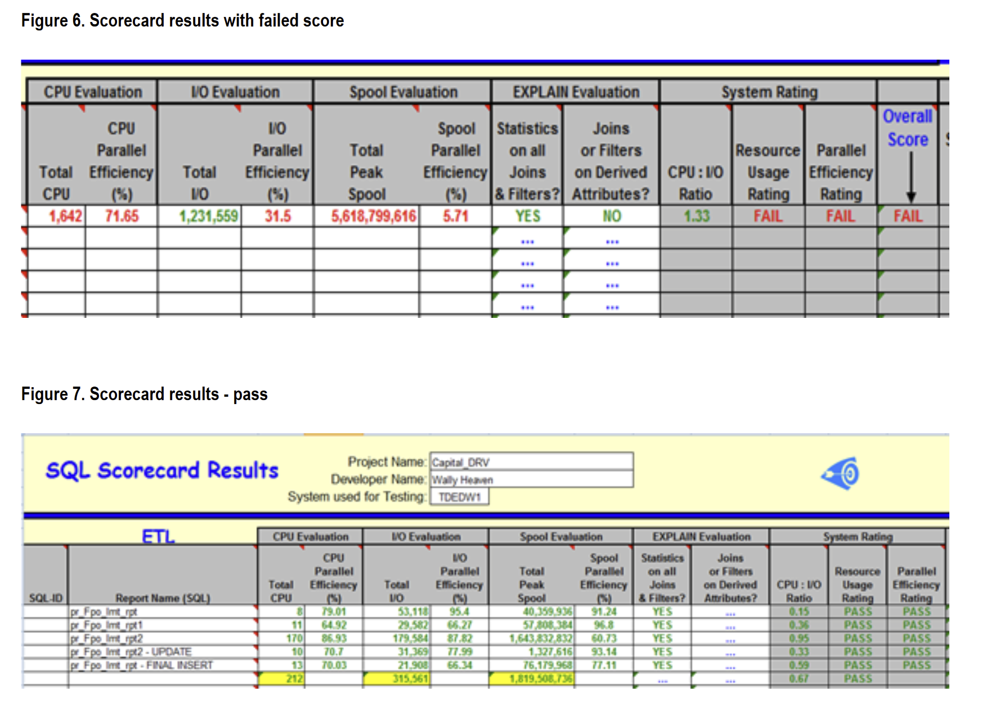 Figure 6. Scorecard results with failed score
CPU Evaluation I/O Evaluation Spool Evaluation EXPLAIN Evaluation System Rating
Overall
CPU I/O Spool Statistics Joins Score
Parallel Parallel Total Parallel on all or Filters Resource Parallel
Total Efficiency Total Efficiency Peak Efficiency Joins on Derived CPU : I/O Usage Efficiency
CPU (%) I/O (%) Spool (%) & Filters? Attributes? Ratio Rating Rating
1,642 71.65 1,231,559 31.5 5,618,799,616 5.71 YES NO 1.33 FAIL FAIL FAIL
... ...
... ...
... ...
... ...
Figure 7. Scorecard results - pass
SQL Scorecard Results
Project Name: Capital_DRV
Developer Name: Wally Heaven
System used for Testing: TDEDW1
ETL CPU Evaluation I/O Evaluation Spool Evaluation EXPLAIN Evaluation System Rating
CPU I/O Spool Statistics Joins
Parallel Parallel Total Parallel on all or Filters Resource Parallel
Total Efficiency Total Efficiency Peak Efficiency Joins on Derived CPU : I/O Usage Efficiency
SQL-ID Report Name (SQL) CPU (%) I/O (%) Spool (%) & Filters? Attributes? Ratio Rating Rating
pr_Fpo_lmt_rpt 8 79.01 53,118 95.4 40,359,936 91.24 YES ... 0.15 PASS PASS
pr_Fpo_lmt_rpt1 11 64.92 29,582 66.27 57,808,384 96.8 YES ... 0.36 PASS PASS
pr_Fpo_lmt_rpt2 170 86.93 179,584 87.82 1,643,832,832 60.73 YES ... 0.95 PASS PASS
pr_Fpo_lmt_rpt2 - UPDATE 10 70.7 31,369 77.99 1,327,616 93.14 YES ... 0.33 PASS PASS
pr_Fpo_lmt_rpt - FINAL INSERT 13 70.03 21,908 66.34 76,179,968 77.11 YES ... 0.59 PASS PASS
212 315,561 1,819,508,736 ... ... 0.67 PASS